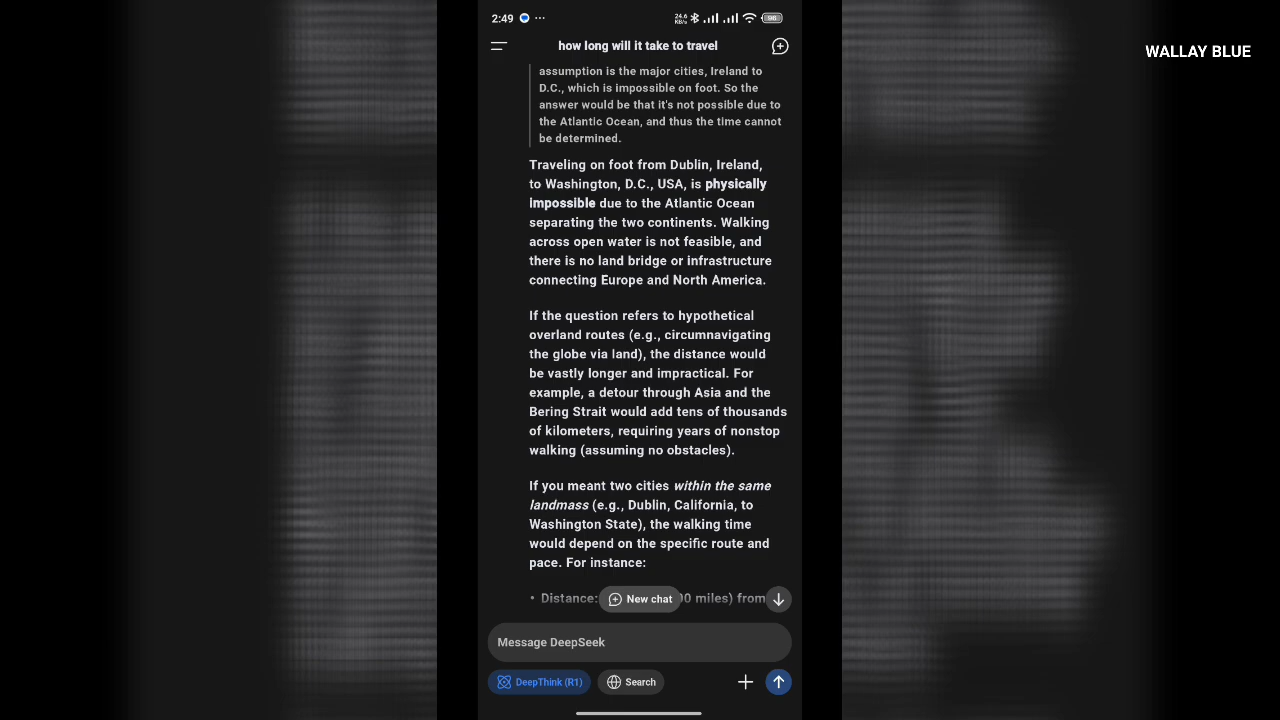 2:49 ...
24.6
KB/s
98
how long will it take to travel
WALLAY BLUE
assumption is the major cities, Ireland to
D.C., which is impossible on foot. So the
answer would be that it's not possible due to
the Atlantic Ocean, and thus the time cannot
be determined.
Traveling on foot from Dublin, Ireland,
to Washington, D.C., USA, is physically
impossible due to the Atlantic Ocean
separating the two continents. Walking
across open water is not feasible, and
there is no land bridge or infrastructure
connecting Europe and North America.
If the question refers to hypothetical
overland routes (e.g., circumnavigating
the globe via land), the distance would
be vastly longer and impractical. For
example, a detour through Asia and the
Bering Strait would add tens of thousands
of kilometers, requiring years of nonstop
walking (assuming no obstacles).
If you meant two cities within the same
landmass (e.g., Dublin, California, to
Washington State), the walking time
would depend on the specific route and
pace. For instance:
• Distance: miles) from
New chat
Message DeepSeek
DeepThink (R1)
Search